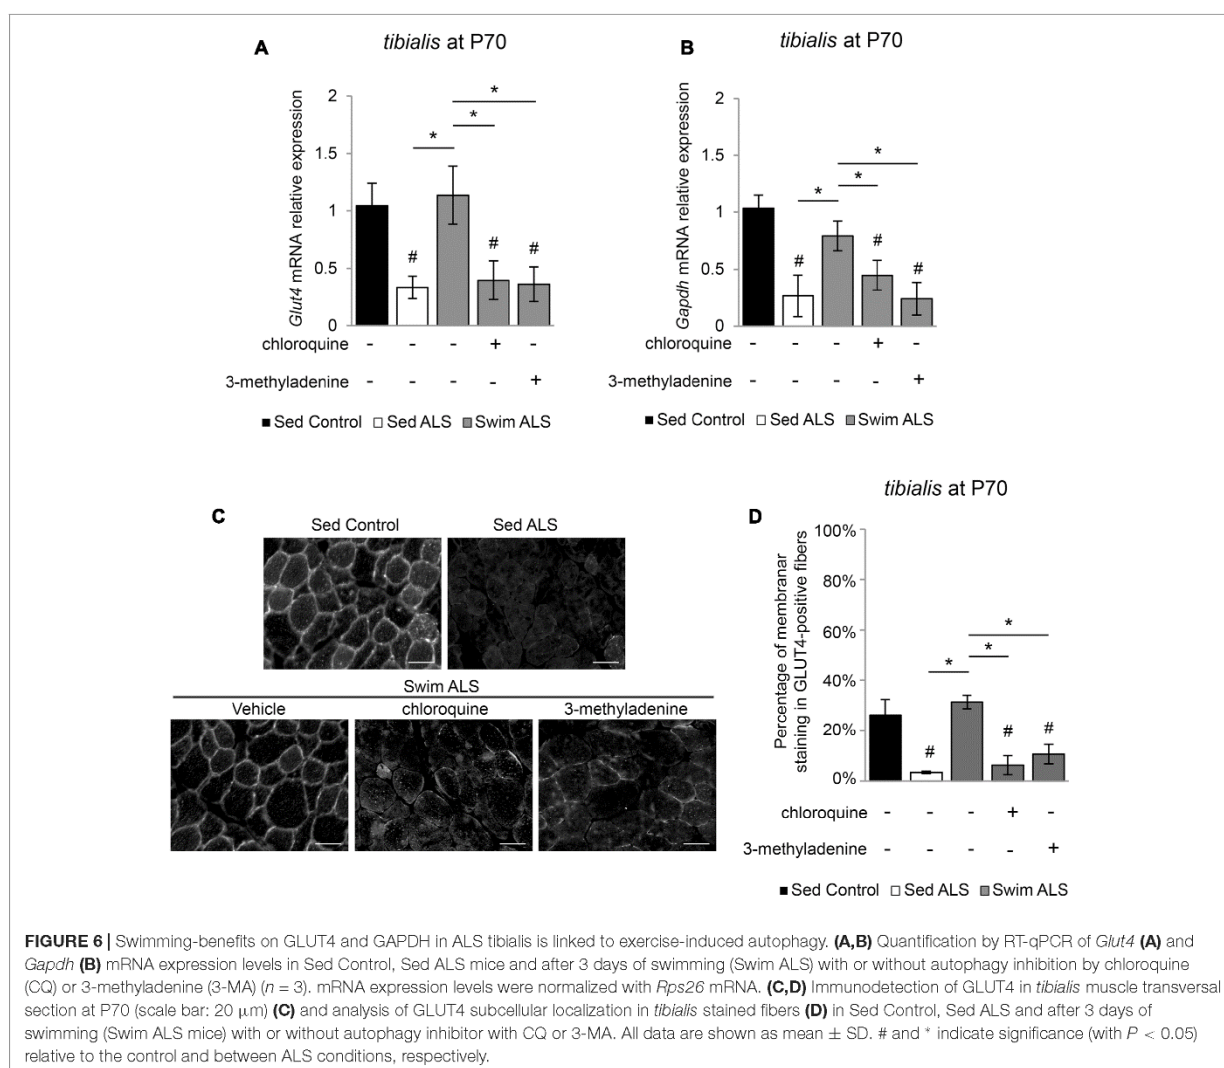 A
tibialis at P70
Glut4 mRNA relative expression
2
1.5
1
0.5
0
*
*
*
# # #
chloroquine - - - + -
3-methyladenine - - - - +
■ Sed Control □ Sed ALS ■ Swim ALS
B
tibialis at P70
Gapdh mRNA relative expression
2
1.5
1
0.5
0
*
*
*
# # #
chloroquine - - - + -
3-methyladenine - - - - +
■ Sed Control □ Sed ALS ■ Swim ALS
C
Sed Control Sed ALS
Swim ALS
Vehicle chloroquine 3-methyladenine
D
tibialis at P70
Percentage of membranar
staining in GLUT4-positive fibers
100%
80%
60%
40%
20%
0%
*
*
*
# # #
chloroquine - - - + -
3-methyladenine - - - - +
■ Sed Control □ Sed ALS ■ Swim ALS
FIGURE 6 | Swimming-benefits on GLUT4 and GAPDH in ALS tibialis is linked to exercise-induced autophagy. (A,B) Quantification by RT-qPCR of Glut4 (A) and
Gapdh (B) mRNA expression levels in Sed Control, Sed ALS mice and after 3 days of swimming (Swim ALS) with or without autophagy inhibition by chloroquine
(CQ) or 3-methyladenine (3-MA) (n = 3). mRNA expression levels were normalized with Rps26 mRNA. (C,D) Immunodetection of GLUT4 in tibialis muscle transversal
section at P70 (scale bar: 20 μm) (C) and analysis of GLUT4 subcellular localization in tibialis stained fibers (D) in Sed Control, Sed ALS and after 3 days of
swimming (Swim ALS mice) with or without autophagy inhibitor with CQ or 3-MA. All data are shown as mean ± SD. # and * indicate significance (with P < 0.05)
relative to the control and between ALS conditions, respectively.